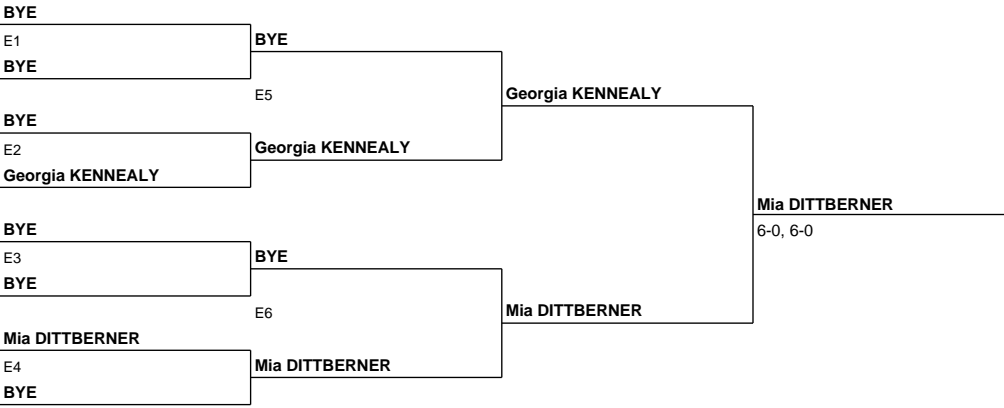 BYE
E1
BYE
BYE
E5
BYE
E2
Georgia KENNEALY
Georgia KENNEALY
Georgia KENNEALY
BYE
E3
BYE
BYE
E6
Mia DITTBERNER
E4
BYE
Mia DITTBERNER
Mia DITTBERNER
Mia DITTBERNER
6-0, 6-0